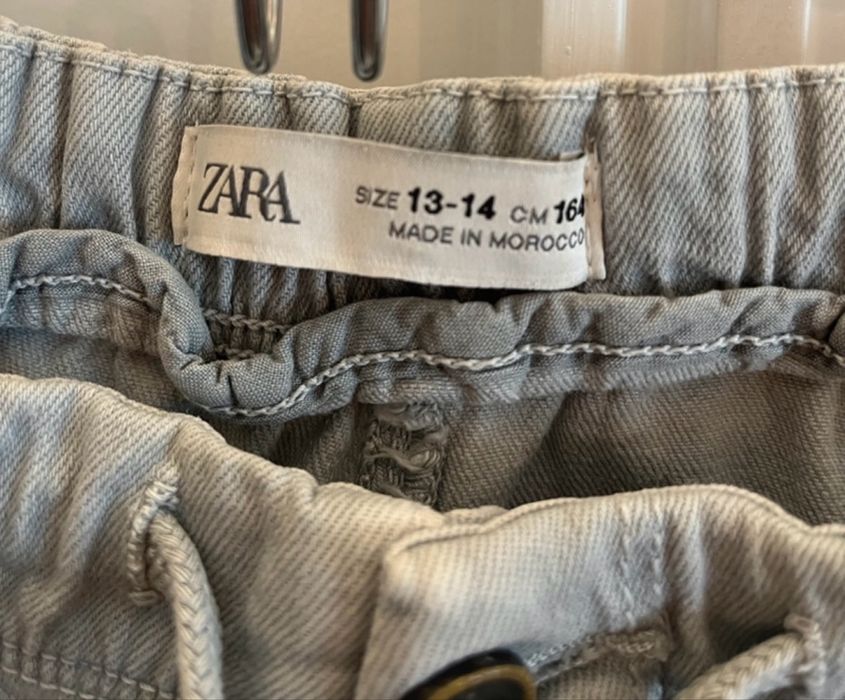 ZARA
SIZE 13-14 CM 164
MADE IN MOROCCO